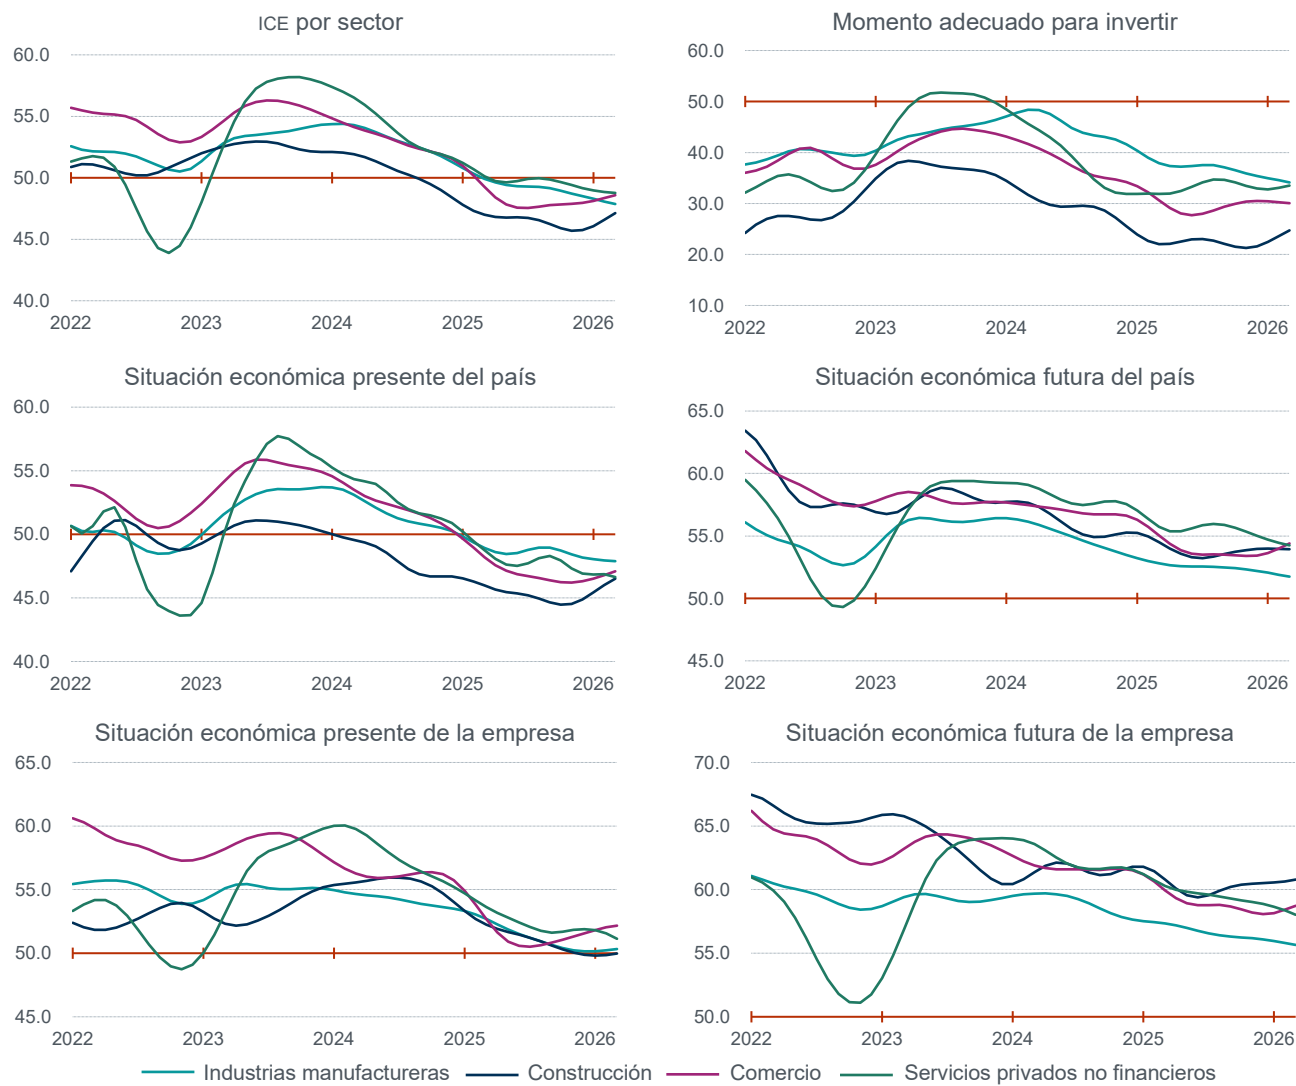 ICE por sector
60.0
55.0
50.0
45.0
40.0
2022 2023 2024 2025 2026
Momento adecuado para invertir
60.0
50.0
40.0
30.0
20.0
10.0
2022 2023 2024 2025 2026
Situación económica presente del país
60.0
55.0
50.0
45.0
40.0
2022 2023 2024 2025 2026
Situación económica futura del país
65.0
60.0
55.0
50.0
45.0
2022 2023 2024 2025 2026
Situación económica presente de la empresa
65.0
60.0
55.0
50.0
45.0
2022 2023 2024 2025 2026
Situación económica futura de la empresa
70.0
65.0
60.0
55.0
50.0
2022 2023 2024 2025 2026
Industrias manufactureras Construcción Comercio Servicios privados no financieros